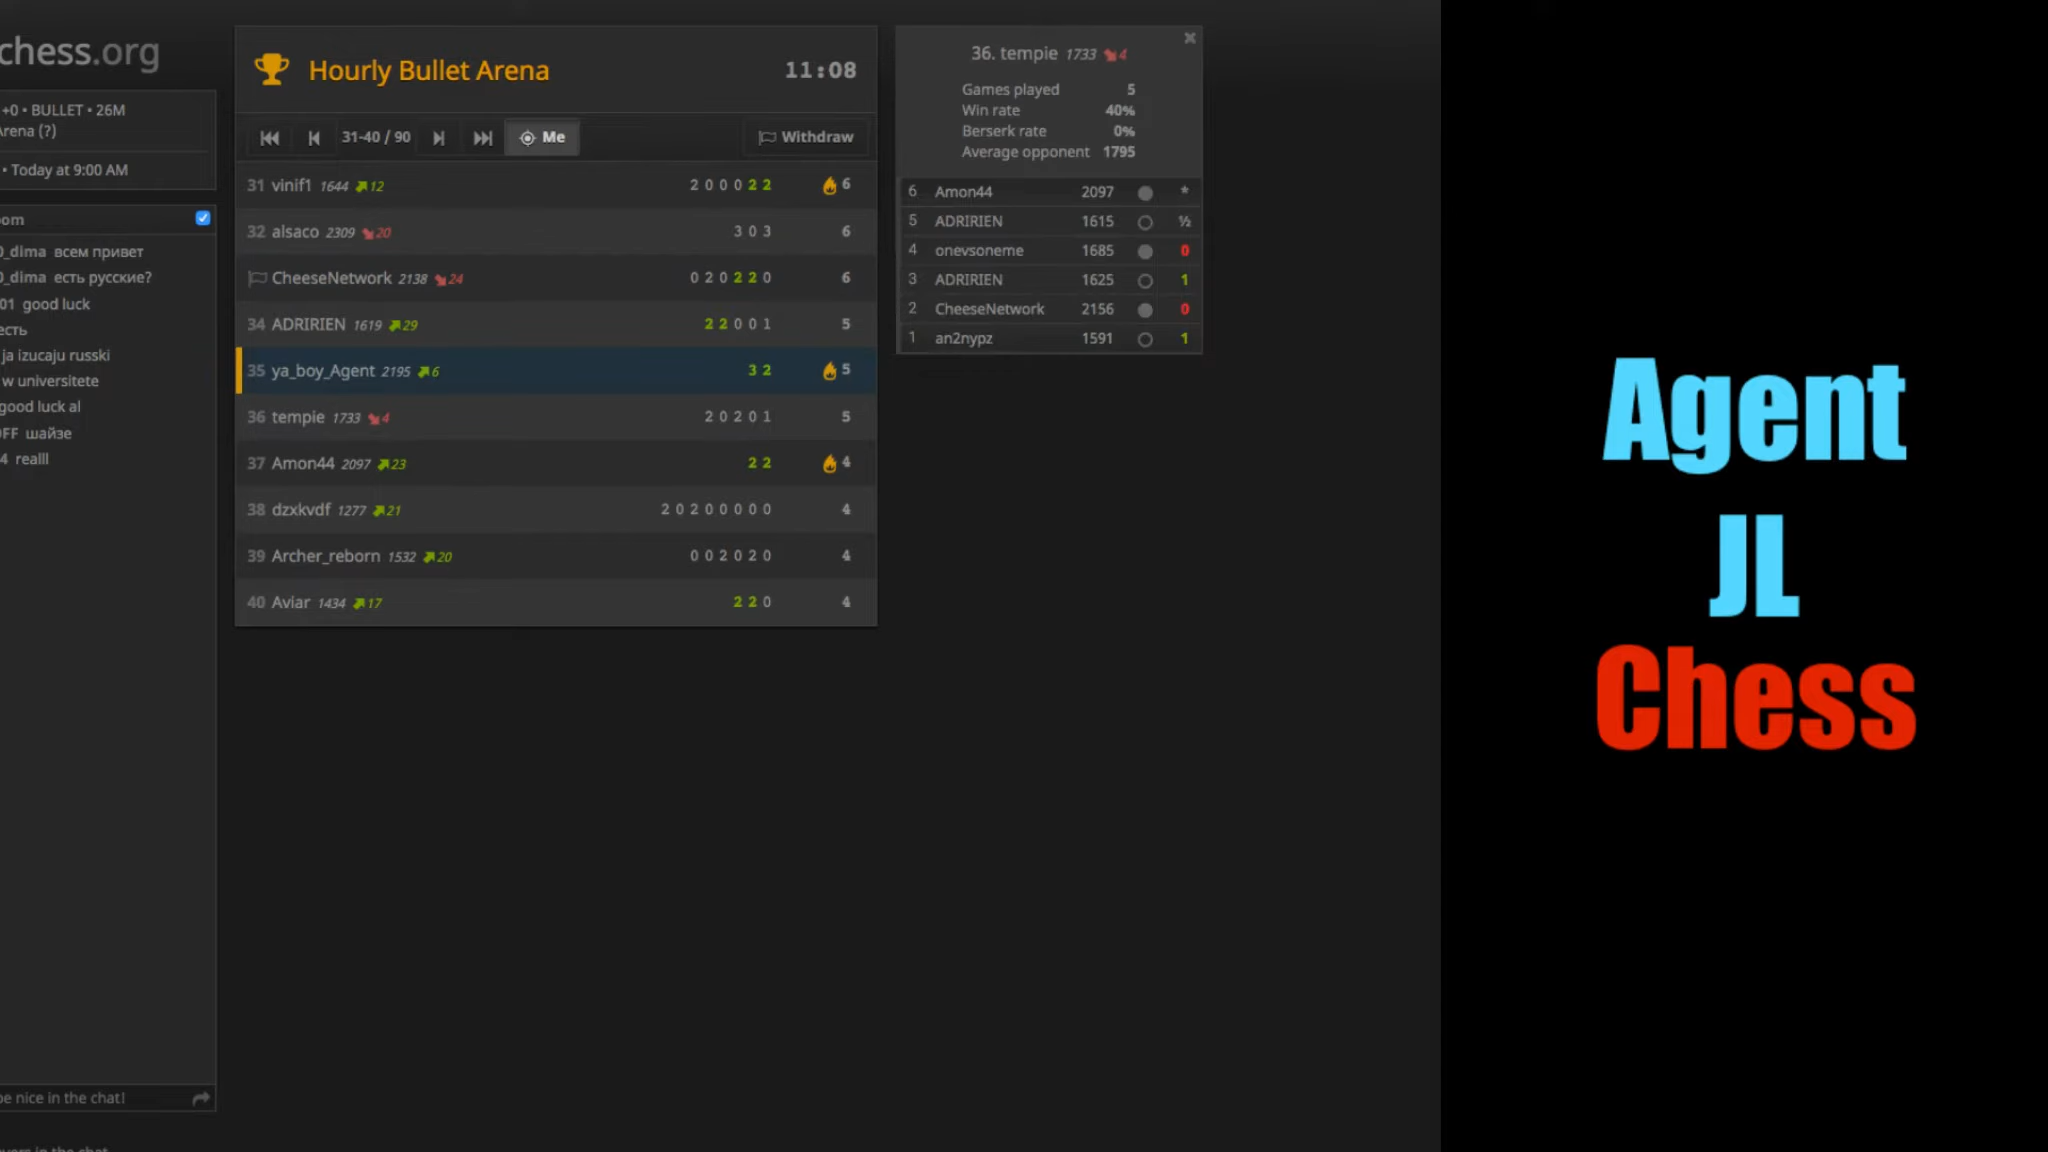 chess.org
+0 • BULLET • 26M
Arena (?)
• Today at 9:00 AM
oom
0_dima всем привет
0_dima есть русские?
01 good luck
есть
ja izucaju russki
w universitete
good luck al
OFF шайзе
4 realll
be nice in the chat!
Hourly Bullet Arena 11:08
31-40 / 90 Me Withdraw
31 vinif1 1644 12 2 0 0 0 2 2 6
32 alsaco 2309 20 3 0 3 6
CheeseNetwork 2138 24 0 2 0 2 2 0 6
34 ADRIRIEN 1619 29 2 2 0 0 1 5
35 ya_boy_Agent 2195 6 3 2 5
36 tempie 1733 4 2 0 2 0 1 5
37 Amon44 2097 23 2 2 4
38 dzxkvdf 1277 21 2 0 2 0 0 0 0 0 4
39 Archer_reborn 1532 20 0 0 2 0 2 0 4
40 Aviar 1434 17 2 2 0 4
36. tempie 1733 4
Games played 5
Win rate 40%
Berserk rate 0%
Average opponent 1795
6 Amon44 2097 *
5 ADRIRIEN 1615 ½
4 onevsoneme 1685 0
3 ADRIRIEN 1625 1
2 CheeseNetwork 2156 0
1 an2nypz 1591 1
Agent
JL
Chess